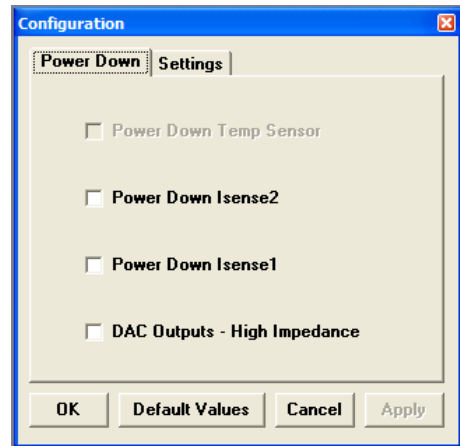 Configuration
Power Down Settings
Power Down Temp Sensor
Power Down Isense2
Power Down Isense1
DAC Outputs - High Impedance
OK Default Values Cancel Apply